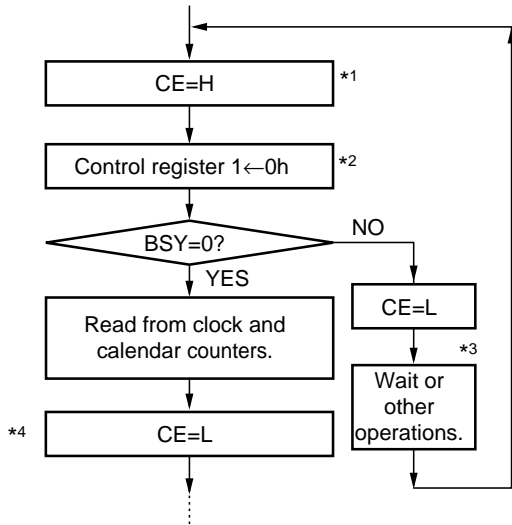 CE=H
*1
Control register 1←0h
*2
BSY=0?
NO
YES
Read from clock and
calendar counters.
CE=L
*3
Wait or
other
operations.
*4
CE=L